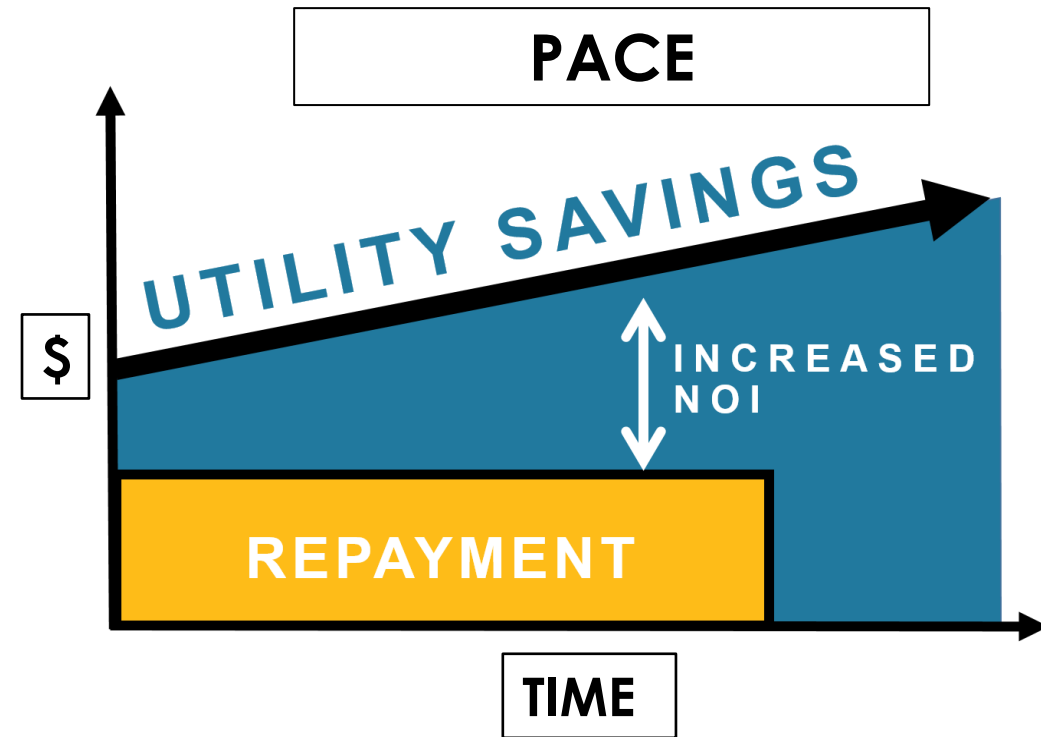 PACE
UTILITY SAVINGS
$
INCREASED
NOI
REPAYMENT
TIME